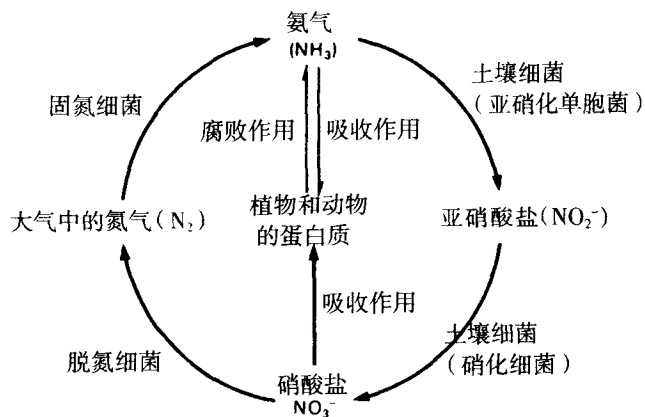 氨气
(NH₃)
固氮细菌
土壤细菌
(亚硝化单胞菌)
腐败作用
吸收作用
大气中的氮气(N₂)
植物和动物
的蛋白质
亚硝酸盐(NO₂⁻)
吸收作用
土壤细菌
(硝化细菌)
脱氮细菌
硝酸盐
NO₃⁻